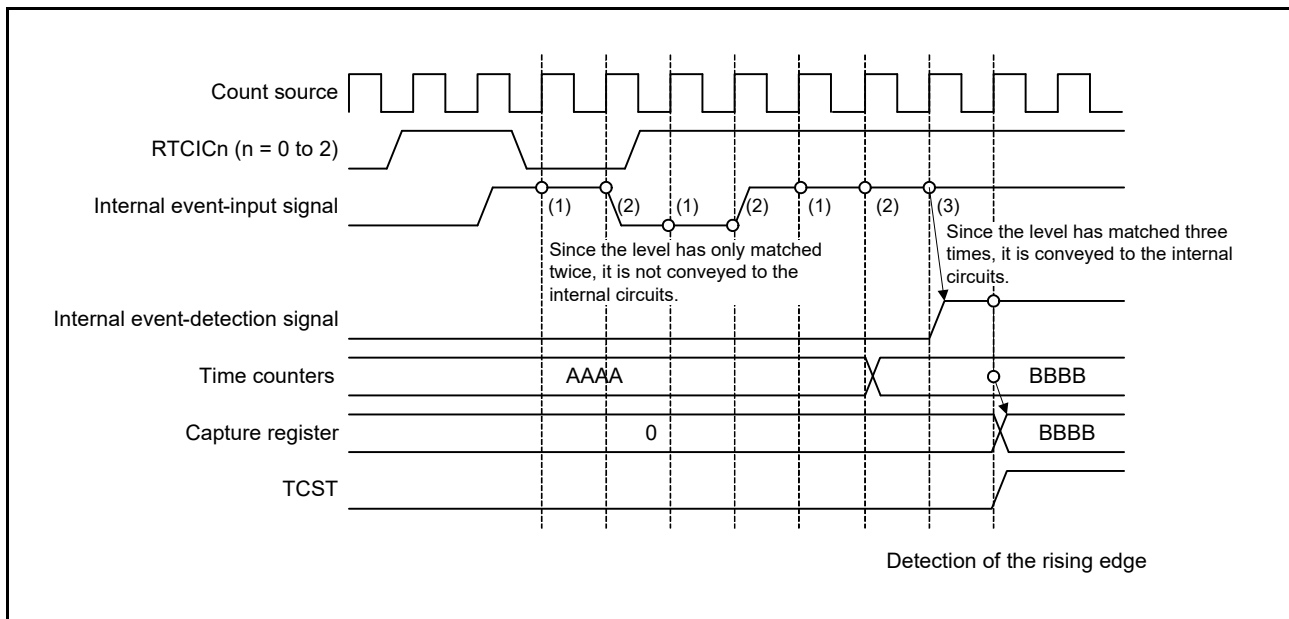 Count source
RTCICn (n = 0 to 2)
Internal event-input signal
(1) (2) (1) (2) (1) (2) (3)
Since the level has only matched
twice, it is not conveyed to the
internal circuits.
Since the level has matched three
times, it is conveyed to the internal
circuits.
Internal event-detection signal
Time counters
AAAA
BBBB
Capture register
0
BBBB
TCST
Detection of the rising edge